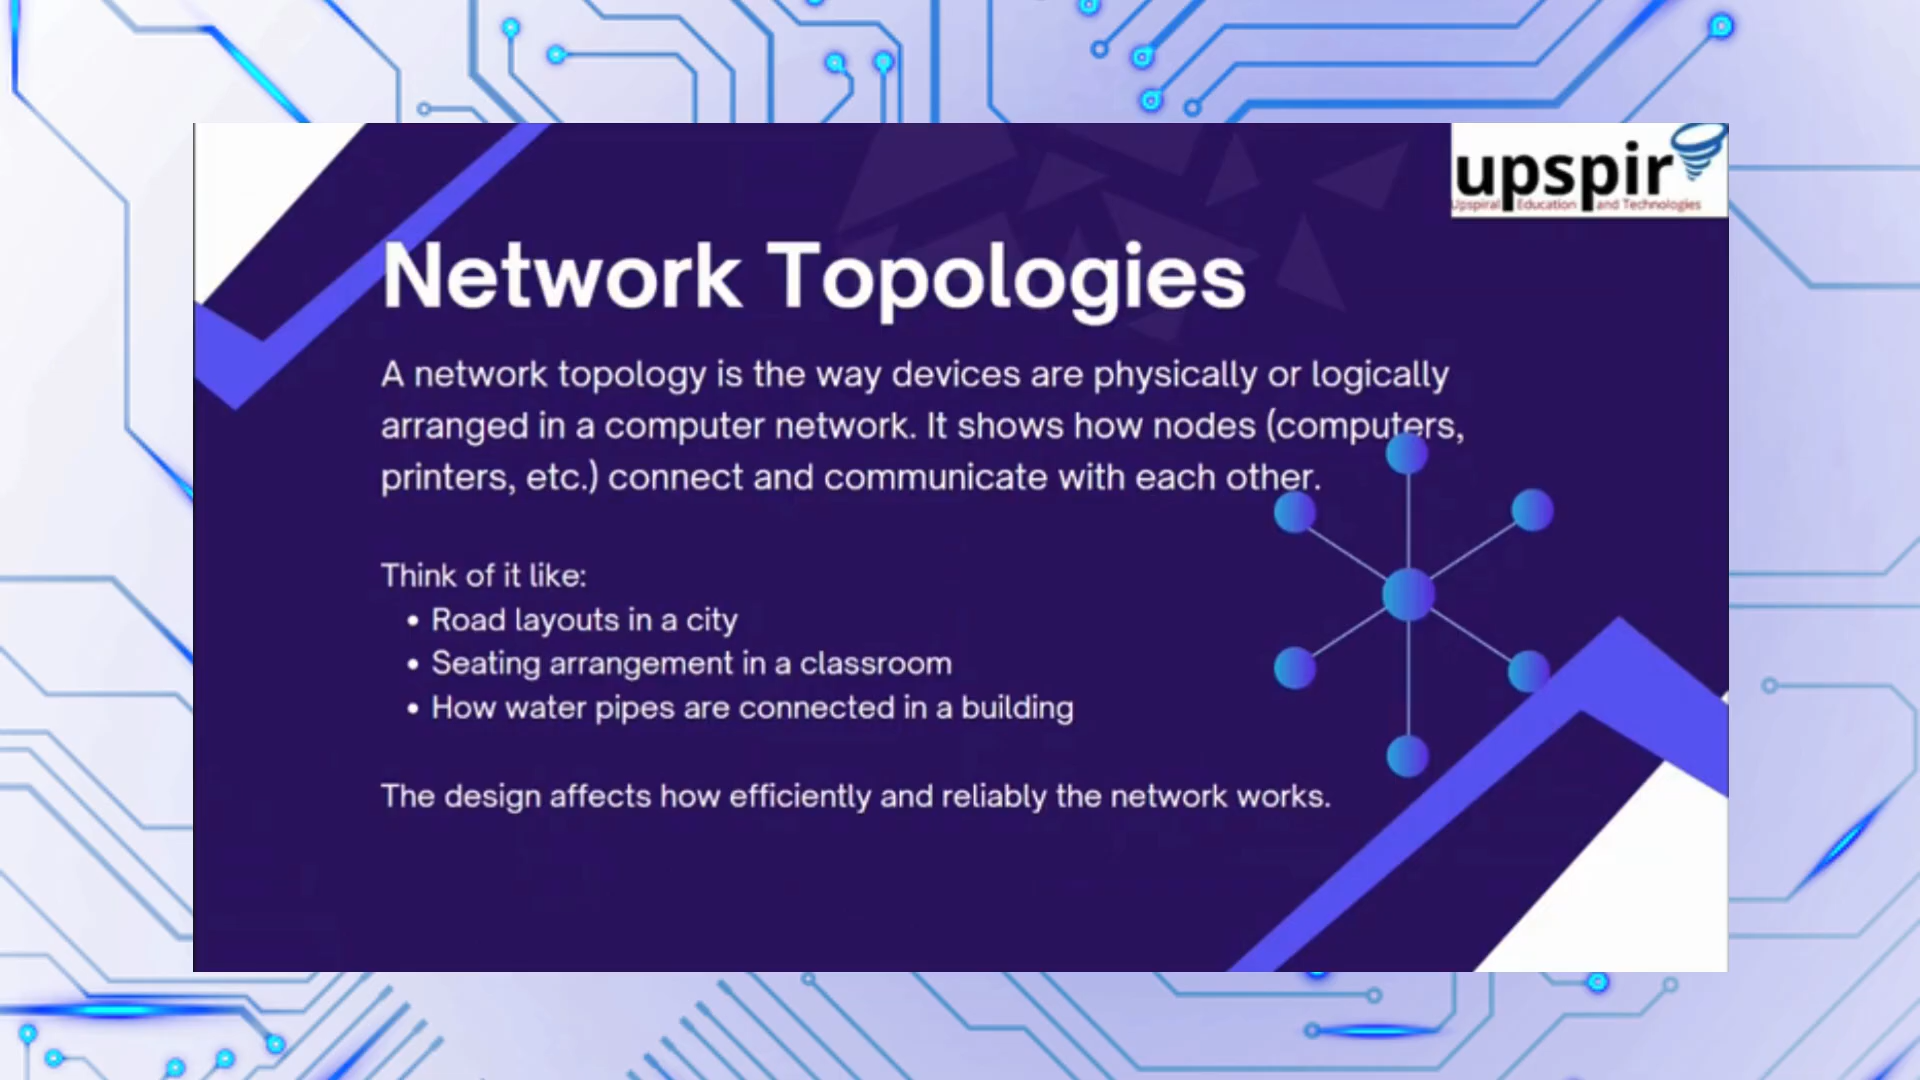 upspir
Upspiral Education and Technologies
Network Topologies
A network topology is the way devices are physically or logically
arranged in a computer network. It shows how nodes (computers,
printers, etc.) connect and communicate with each other.
Think of it like:
• Road layouts in a city
• Seating arrangement in a classroom
• How water pipes are connected in a building
The design affects how efficiently and reliably the network works.